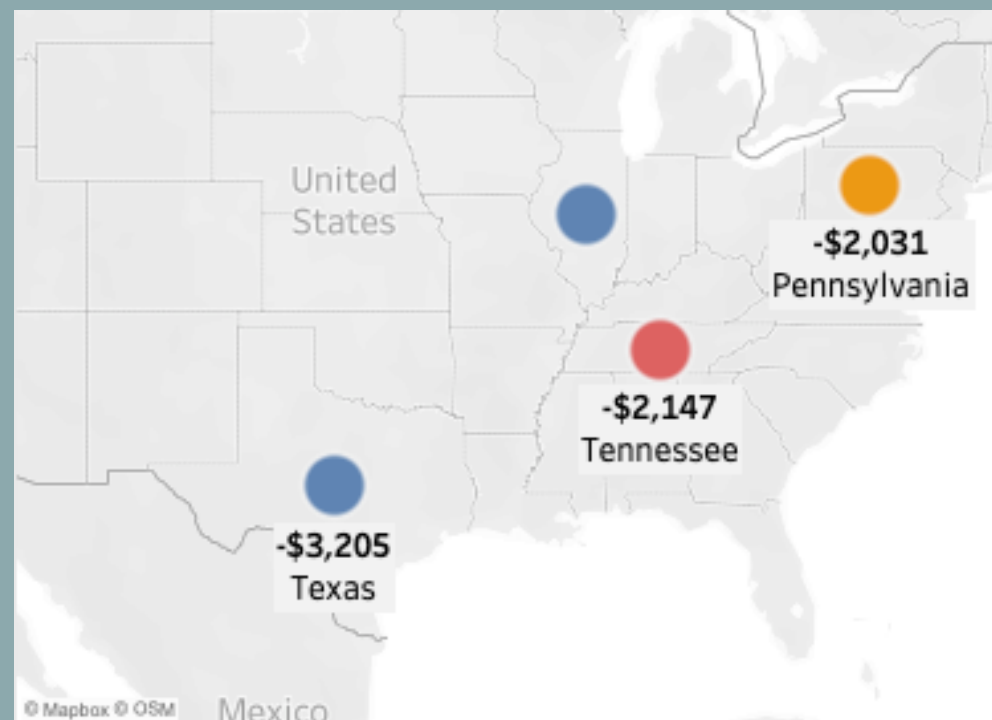 United
States
-$2,031
Pennsylvania
-$2,147
Tennessee
-$3,205
Texas
© Mapbox © OSM
Mexico